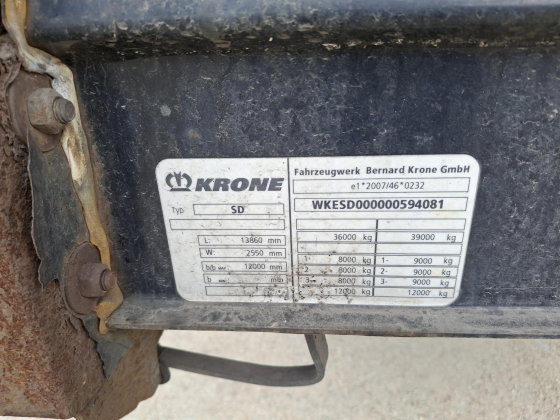 KRONE
Typ SD
L: 13860 mm
W: 2550 mm
b/b max 12000 mm
b mm
Fahrzeugwerk Bernard Krone GmbH
e1*2007/46*0232
WKESD000000594081
36000 kg 39000 kg
1- 8000 kg 1- 9000 kg
2 8000 kg 2- 9000 kg
3- 8000 kg 3- 9000 kg
12000 kg 12000 kg